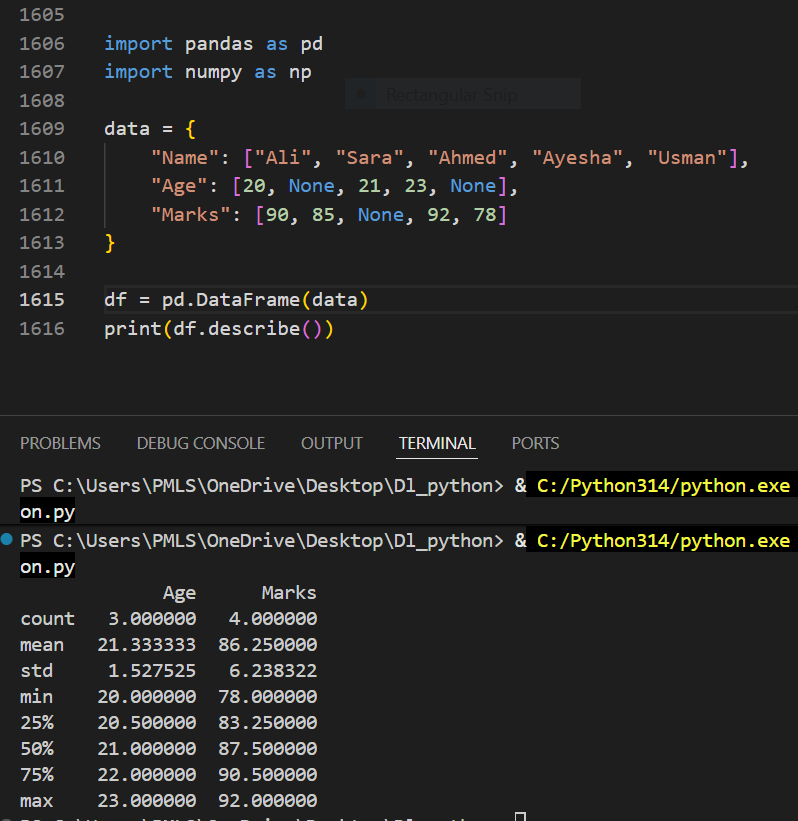 1605
1606 import pandas as pd
1607 import numpy as np
1608
Rectangular Snip
1609 data = {
1610     "Name": ["Ali", "Sara", "Ahmed", "Ayesha", "Usman"],
1611     "Age": [20, None, 21, 23, None],
1612     "Marks": [90, 85, None, 92, 78]
1613 }
1614
1615 df = pd.DataFrame(data)
1616 print(df.describe())
PROBLEMS DEBUG CONSOLE OUTPUT TERMINAL PORTS
PS C:\Users\PMLS\OneDrive\Desktop\Dl_python> & C:/Python314/python.exe
on.py
PS C:\Users\PMLS\OneDrive\Desktop\Dl_python> & C:/Python314/python.exe
on.py
             Age      Marks
count   3.000000   4.000000
mean   21.333333  86.250000
std     1.527525   6.238322
min    20.000000  78.000000
25%    20.500000  83.250000
50%    21.000000  87.500000
75%    22.000000  90.500000
max    23.000000  92.000000